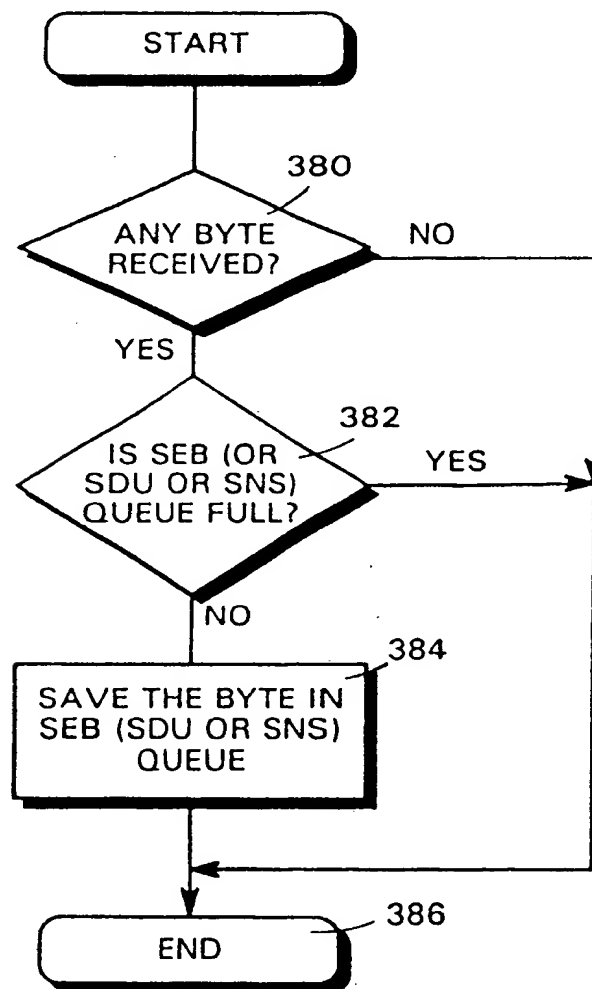 START
380
ANY BYTE
RECEIVED?
NO
YES
382
IS SEB (OR
SDU OR SNS)
QUEUE FULL?
YES
NO
384
SAVE THE BYTE IN
SEB (SDU OR SNS)
QUEUE
386
END